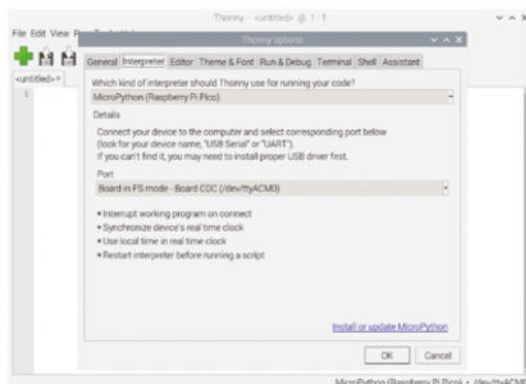 Thonny - <untitled> @ 1 / 1
File Edit View
Thonny options
<untitled> ×
General Interpreter Editor Theme & Font Run & Debug Terminal Shell Assistant
1
Which kind of interpreter should Thonny use for running your code?
MicroPython (Raspberry Pi Pico)
Details
Connect your device to the computer and select corresponding port below
(look for your device name, "USB Serial" or "UART").
If you can't find it, you may need to install proper USB driver first.
Port
Board in FS mode - Board CDC (/dev/ttyACM0)
Interrupt working program on connect
Synchronize device's real time clock
Use local time in real time clock
Restart interpreter before running a script
Install or update MicroPython
OK Cancel
MicroPython (Raspberry Pi Pico) • /dev/ttyACM0